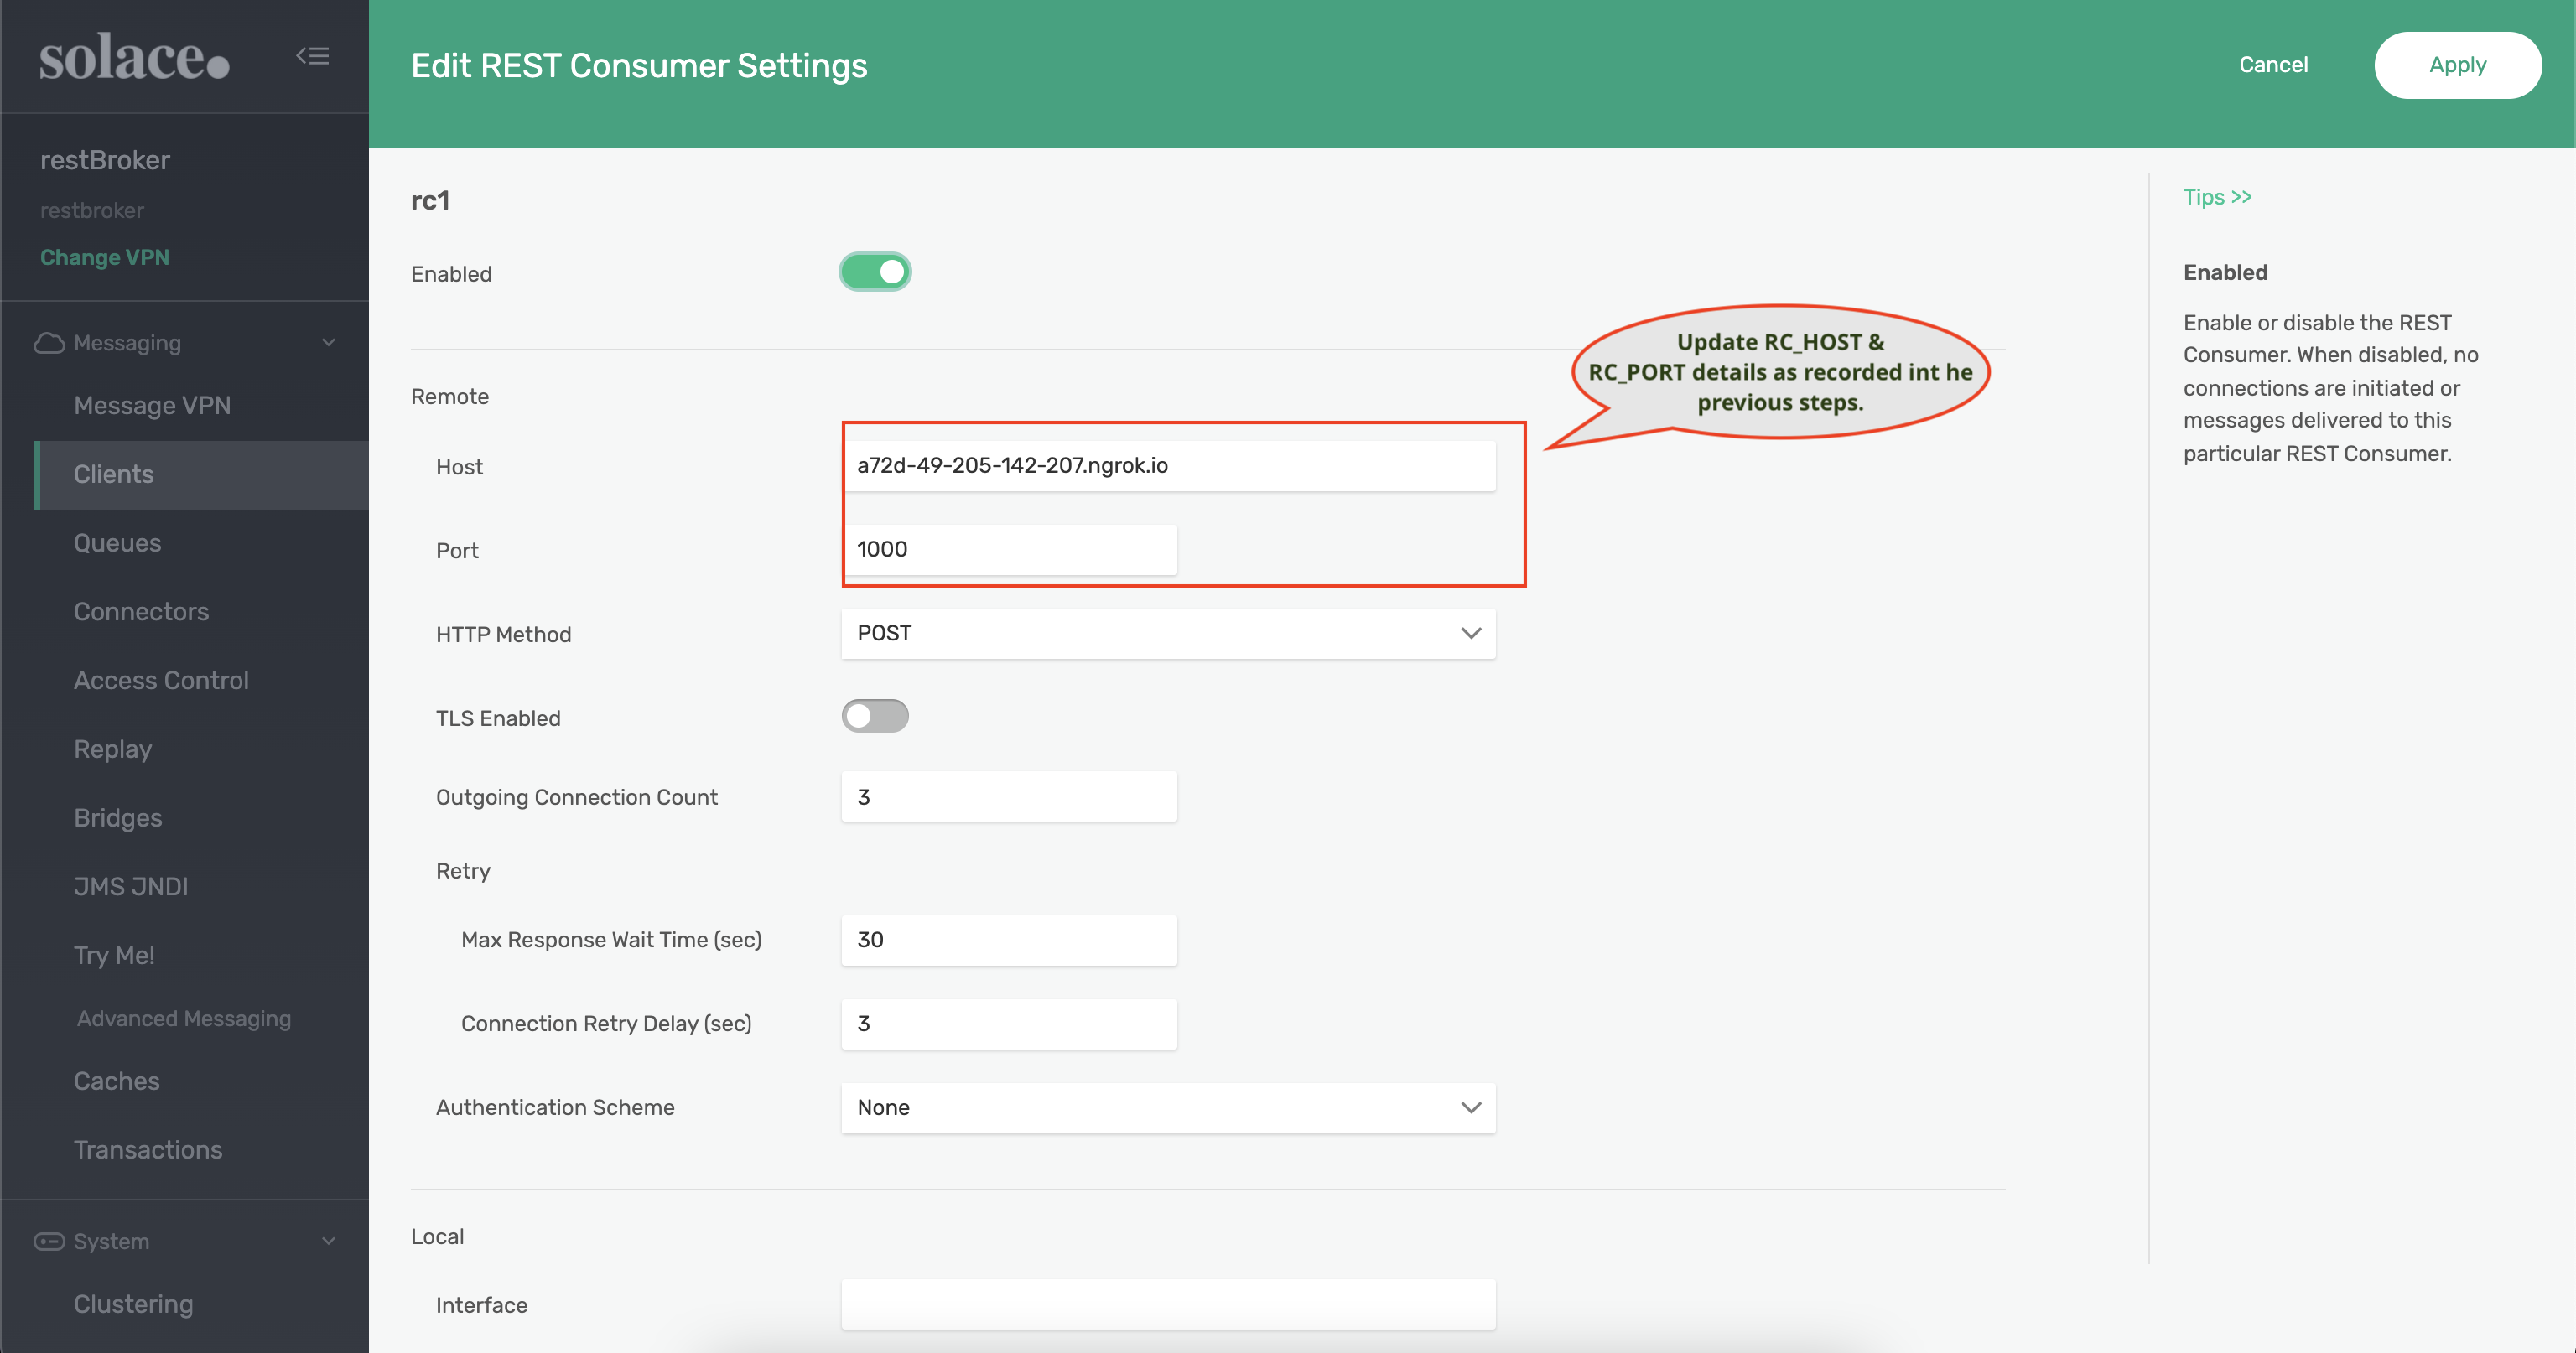 solace.
restBroker
restbroker
Change VPN
Messaging
Message VPN
Clients
Queues
Connectors
Access Control
Replay
Bridges
JMS JNDI
Try Me!
Advanced Messaging
Caches
Transactions
System
Clustering
Edit REST Consumer Settings
Cancel
Apply
rc1
Enabled
Update RC_HOST &
RC_PORT details as recorded int he
previous steps.
Remote
Host
a72d-49-205-142-207.ngrok.io
Port
1000
HTTP Method
POST
TLS Enabled
Outgoing Connection Count
3
Retry
Max Response Wait Time (sec)
30
Connection Retry Delay (sec)
3
Authentication Scheme
None
Local
Interface
Tips >>
Enabled
Enable or disable the REST
Consumer. When disabled, no
connections are initiated or
messages delivered to this
particular REST Consumer.